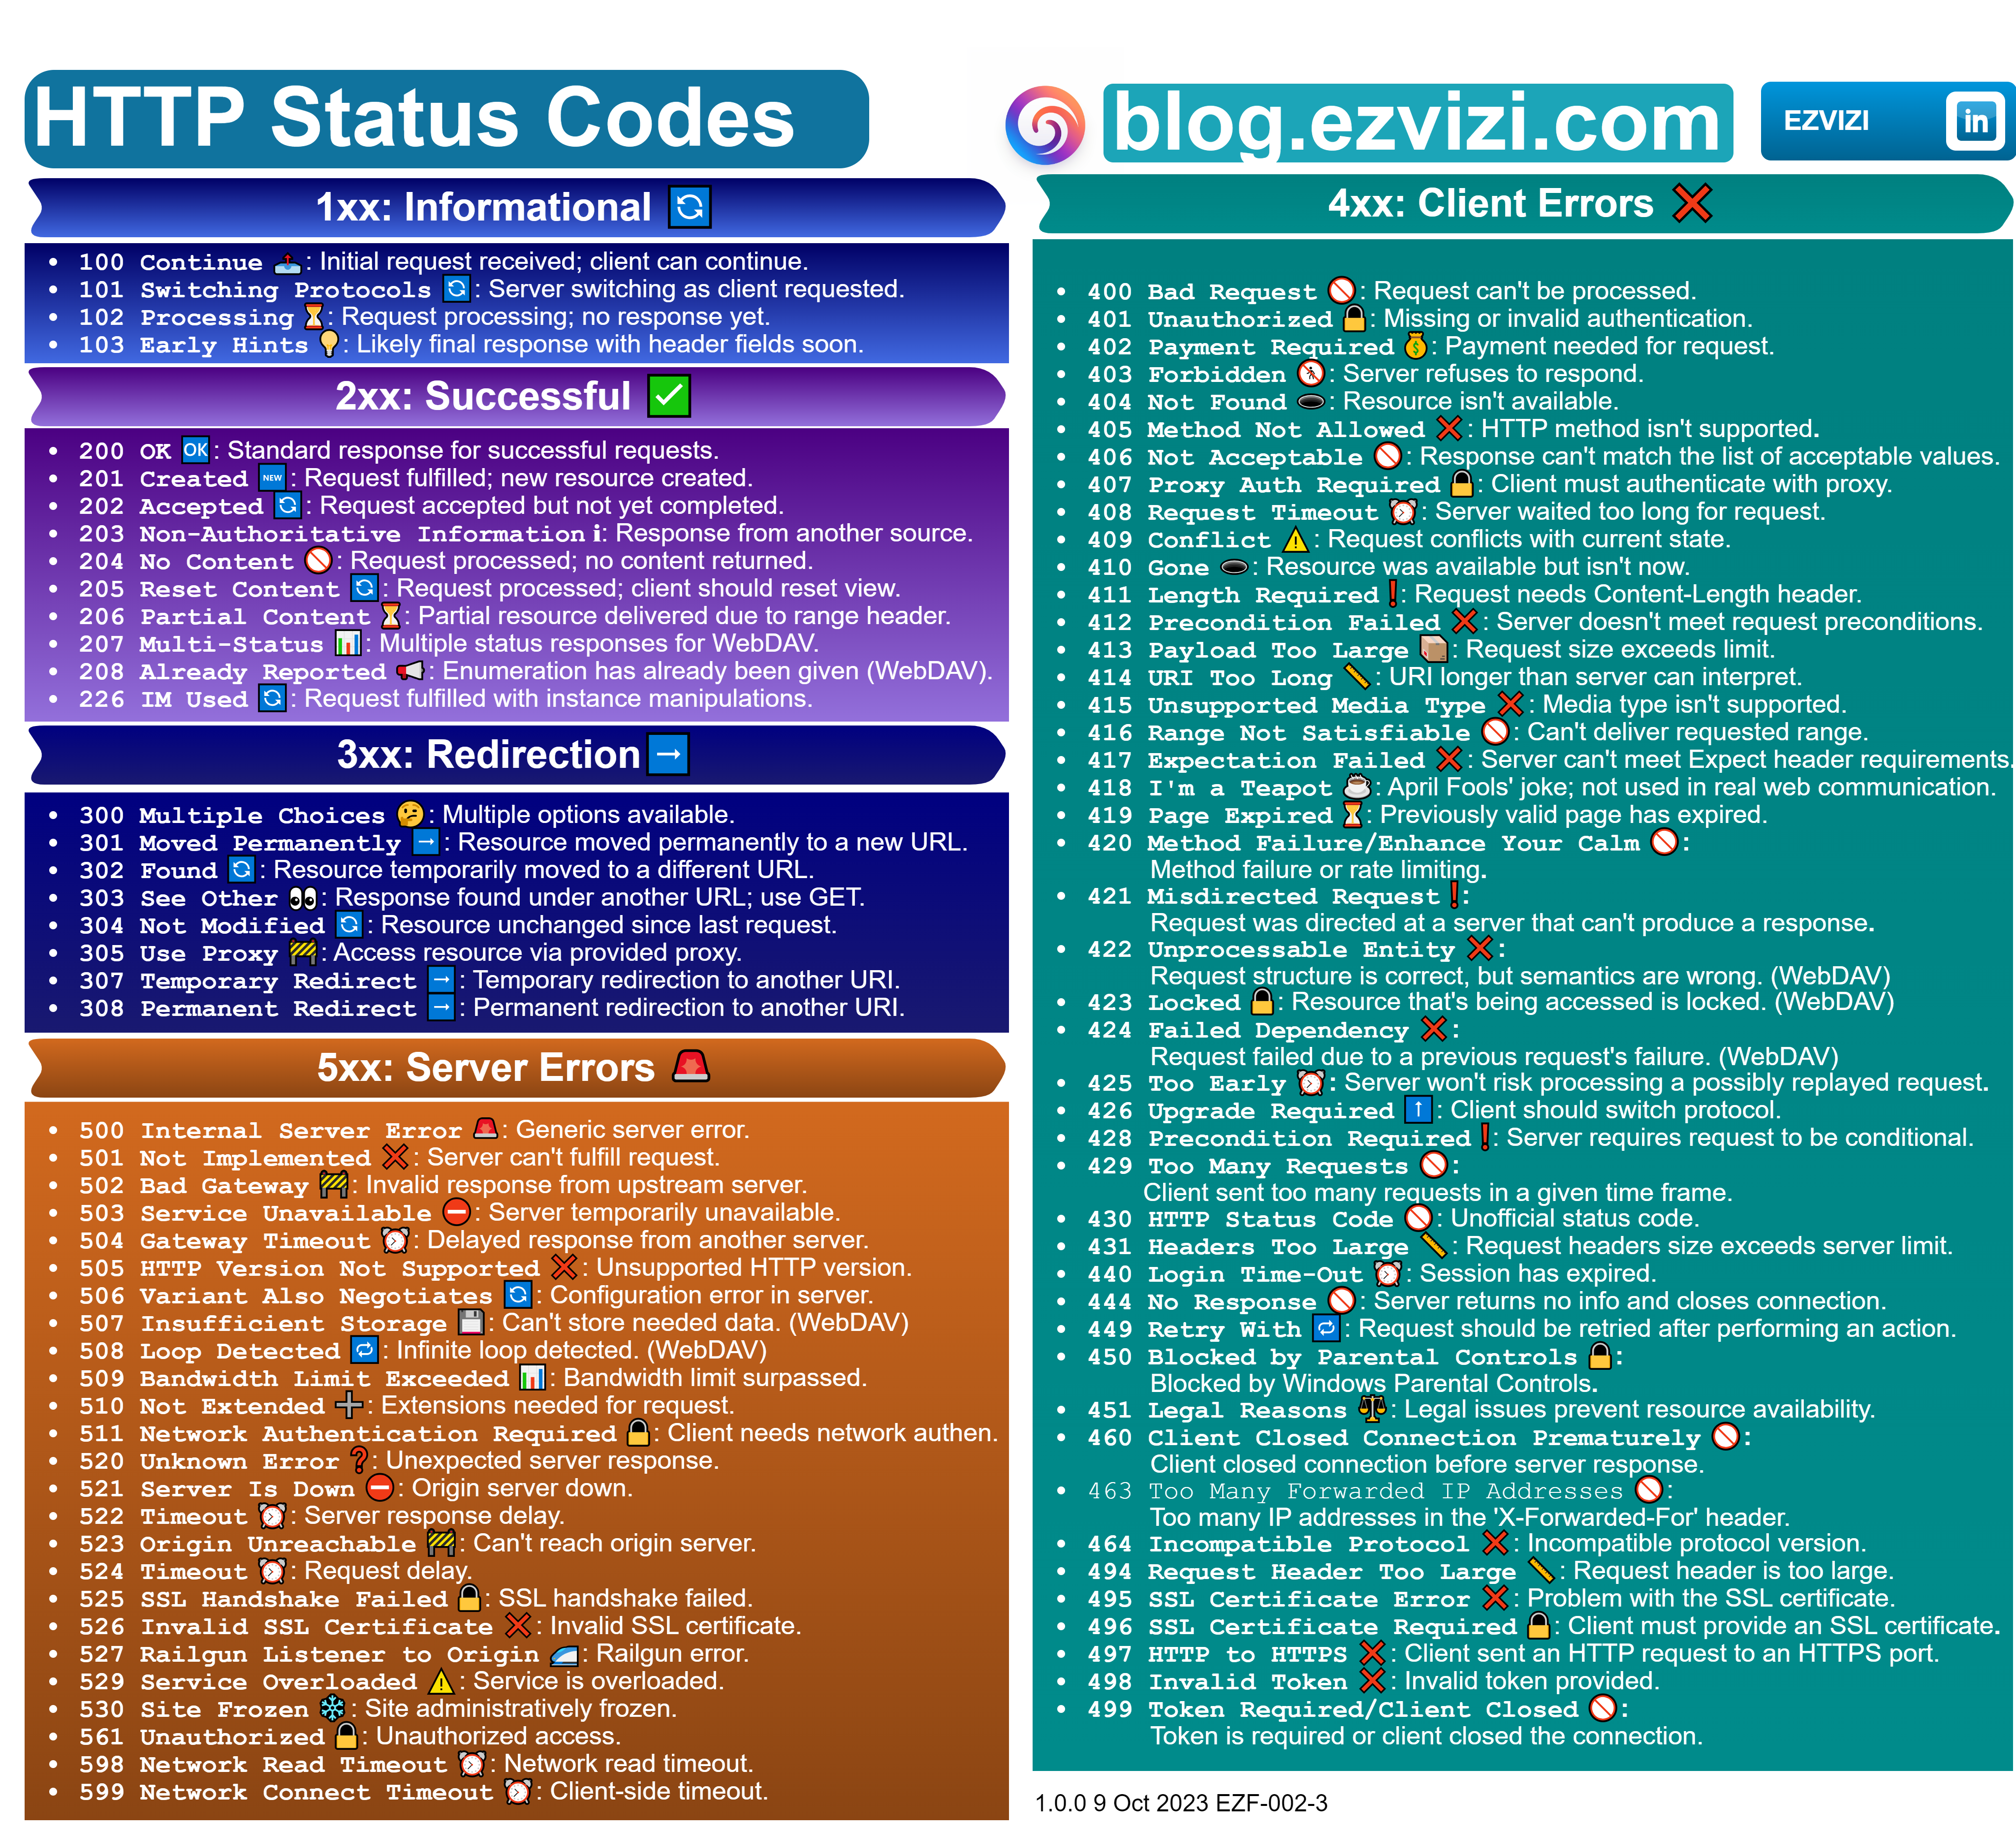 HTTP Status Codes
blog.ezvizi.com
EZVIZI
in
1xx: Informational 🔄
• 100 Continue 📤: Initial request received; client can continue.
• 101 Switching Protocols 🔄: Server switching as client requested.
• 102 Processing ⏳: Request processing; no response yet.
• 103 Early Hints 💡: Likely final response with header fields soon.
2xx: Successful ✅
• 200 OK 🆗: Standard response for successful requests.
• 201 Created 🆕: Request fulfilled; new resource created.
• 202 Accepted 🔄: Request accepted but not yet completed.
• 203 Non-Authoritative Information ℹ: Response from another source.
• 204 No Content 🚫: Request processed; no content returned.
• 205 Reset Content 🔄: Request processed; client should reset view.
• 206 Partial Content ⏳: Partial resource delivered due to range header.
• 207 Multi-Status 📊: Multiple status responses for WebDAV.
• 208 Already Reported 📢: Enumeration has already been given (WebDAV).
• 226 IM Used 🔄: Request fulfilled with instance manipulations.
3xx: Redirection ➡
• 300 Multiple Choices 🤔: Multiple options available.
• 301 Moved Permanently ➡: Resource moved permanently to a new URL.
• 302 Found 🔄: Resource temporarily moved to a different URL.
• 303 See Other 👀: Response found under another URL; use GET.
• 304 Not Modified 🔄: Resource unchanged since last request.
• 305 Use Proxy 🚧: Access resource via provided proxy.
• 307 Temporary Redirect ➡: Temporary redirection to another URI.
• 308 Permanent Redirect ➡: Permanent redirection to another URI.
5xx: Server Errors 🚨
• 500 Internal Server Error 🚨: Generic server error.
• 501 Not Implemented ❌: Server can't fulfill request.
• 502 Bad Gateway 🚧: Invalid response from upstream server.
• 503 Service Unavailable ⛔: Server temporarily unavailable.
• 504 Gateway Timeout ⏰: Delayed response from another server.
• 505 HTTP Version Not Supported ❌: Unsupported HTTP version.
• 506 Variant Also Negotiates 🔄: Configuration error in server.
• 507 Insufficient Storage 💾: Can't store needed data. (WebDAV)
• 508 Loop Detected 🔁: Infinite loop detected. (WebDAV)
• 509 Bandwidth Limit Exceeded 📊: Bandwidth limit surpassed.
• 510 Not Extended ➕: Extensions needed for request.
• 511 Network Authentication Required 🔒: Client needs network authen.
• 520 Unknown Error ❓: Unexpected server response.
• 521 Server Is Down ⛔: Origin server down.
• 522 Timeout ⏰: Server response delay.
• 523 Origin Unreachable 🚧: Can't reach origin server.
• 524 Timeout ⏰: Request delay.
• 525 SSL Handshake Failed 🔒: SSL handshake failed.
• 526 Invalid SSL Certificate ❌: Invalid SSL certificate.
• 527 Railgun Listener to Origin 🚄: Railgun error.
• 529 Service Overloaded ⚠: Service is overloaded.
• 530 Site Frozen ❄: Site administratively frozen.
• 561 Unauthorized 🔒: Unauthorized access.
• 598 Network Read Timeout ⏰: Network read timeout.
• 599 Network Connect Timeout ⏰: Client-side timeout.
4xx: Client Errors ❌
• 400 Bad Request 🚫: Request can't be processed.
• 401 Unauthorized 🔒: Missing or invalid authentication.
• 402 Payment Required 💰: Payment needed for request.
• 403 Forbidden 🚷: Server refuses to respond.
• 404 Not Found 🕳: Resource isn't available.
• 405 Method Not Allowed ❌: HTTP method isn't supported.
• 406 Not Acceptable 🚫: Response can't match the list of acceptable values.
• 407 Proxy Auth Required 🔒: Client must authenticate with proxy.
• 408 Request Timeout ⏰: Server waited too long for request.
• 409 Conflict ⚠: Request conflicts with current state.
• 410 Gone 🕳: Resource was available but isn't now.
• 411 Length Required ❗: Request needs Content-Length header.
• 412 Precondition Failed ❌: Server doesn't meet request preconditions.
• 413 Payload Too Large 📦: Request size exceeds limit.
• 414 URI Too Long 📏: URI longer than server can interpret.
• 415 Unsupported Media Type ❌: Media type isn't supported.
• 416 Range Not Satisfiable 🚫: Can't deliver requested range.
• 417 Expectation Failed ❌: Server can't meet Expect header requirements.
• 418 I'm a Teapot ☕: April Fools' joke; not used in real web communication.
• 419 Page Expired ⏳: Previously valid page has expired.
• 420 Method Failure/Enhance Your Calm 🚫:
Method failure or rate limiting.
• 421 Misdirected Request ❗:
Request was directed at a server that can't produce a response.
• 422 Unprocessable Entity ❌:
Request structure is correct, but semantics are wrong. (WebDAV)
• 423 Locked 🔒: Resource that's being accessed is locked. (WebDAV)
• 424 Failed Dependency ❌:
Request failed due to a previous request's failure. (WebDAV)
• 425 Too Early ⏰: Server won't risk processing a possibly replayed request.
• 426 Upgrade Required ⬆: Client should switch protocol.
• 428 Precondition Required ❗: Server requires request to be conditional.
• 429 Too Many Requests 🚫:
Client sent too many requests in a given time frame.
• 430 HTTP Status Code 🚫: Unofficial status code.
• 431 Headers Too Large 📏: Request headers size exceeds server limit.
• 440 Login Time-Out ⏰: Session has expired.
• 444 No Response 🚫: Server returns no info and closes connection.
• 449 Retry With 🔁: Request should be retried after performing an action.
• 450 Blocked by Parental Controls 🔒:
Blocked by Windows Parental Controls.
• 451 Legal Reasons ⚖: Legal issues prevent resource availability.
• 460 Client Closed Connection Prematurely 🚫:
Client closed connection before server response.
• 463 Too Many Forwarded IP Addresses 🚫:
Too many IP addresses in the 'X-Forwarded-For' header.
• 464 Incompatible Protocol ❌: Incompatible protocol version.
• 494 Request Header Too Large 📏: Request header is too large.
• 495 SSL Certificate Error ❌: Problem with the SSL certificate.
• 496 SSL Certificate Required 🔒: Client must provide an SSL certificate.
• 497 HTTP to HTTPS ❌: Client sent an HTTP request to an HTTPS port.
• 498 Invalid Token ❌: Invalid token provided.
• 499 Token Required/Client Closed 🚫:
Token is required or client closed the connection.
1.0.0 9 Oct 2023 EZF-002-3